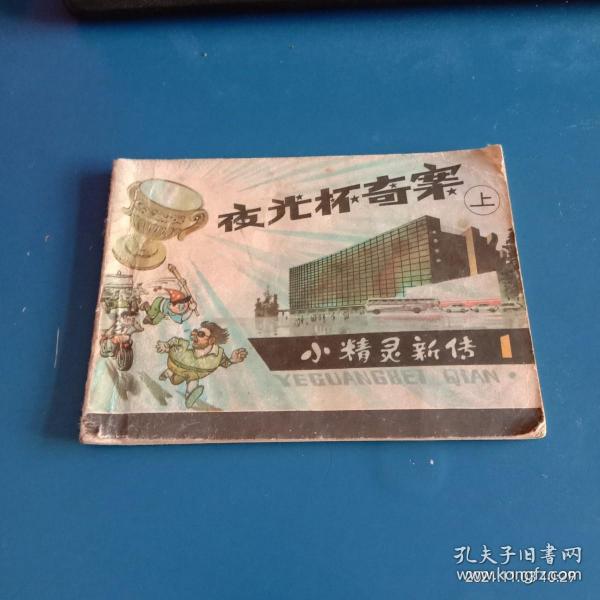 夜光杯奇案
上
小精灵新传 1
YEGUANGBEI QIAN
孔夫子旧书网
www.kongfz.com